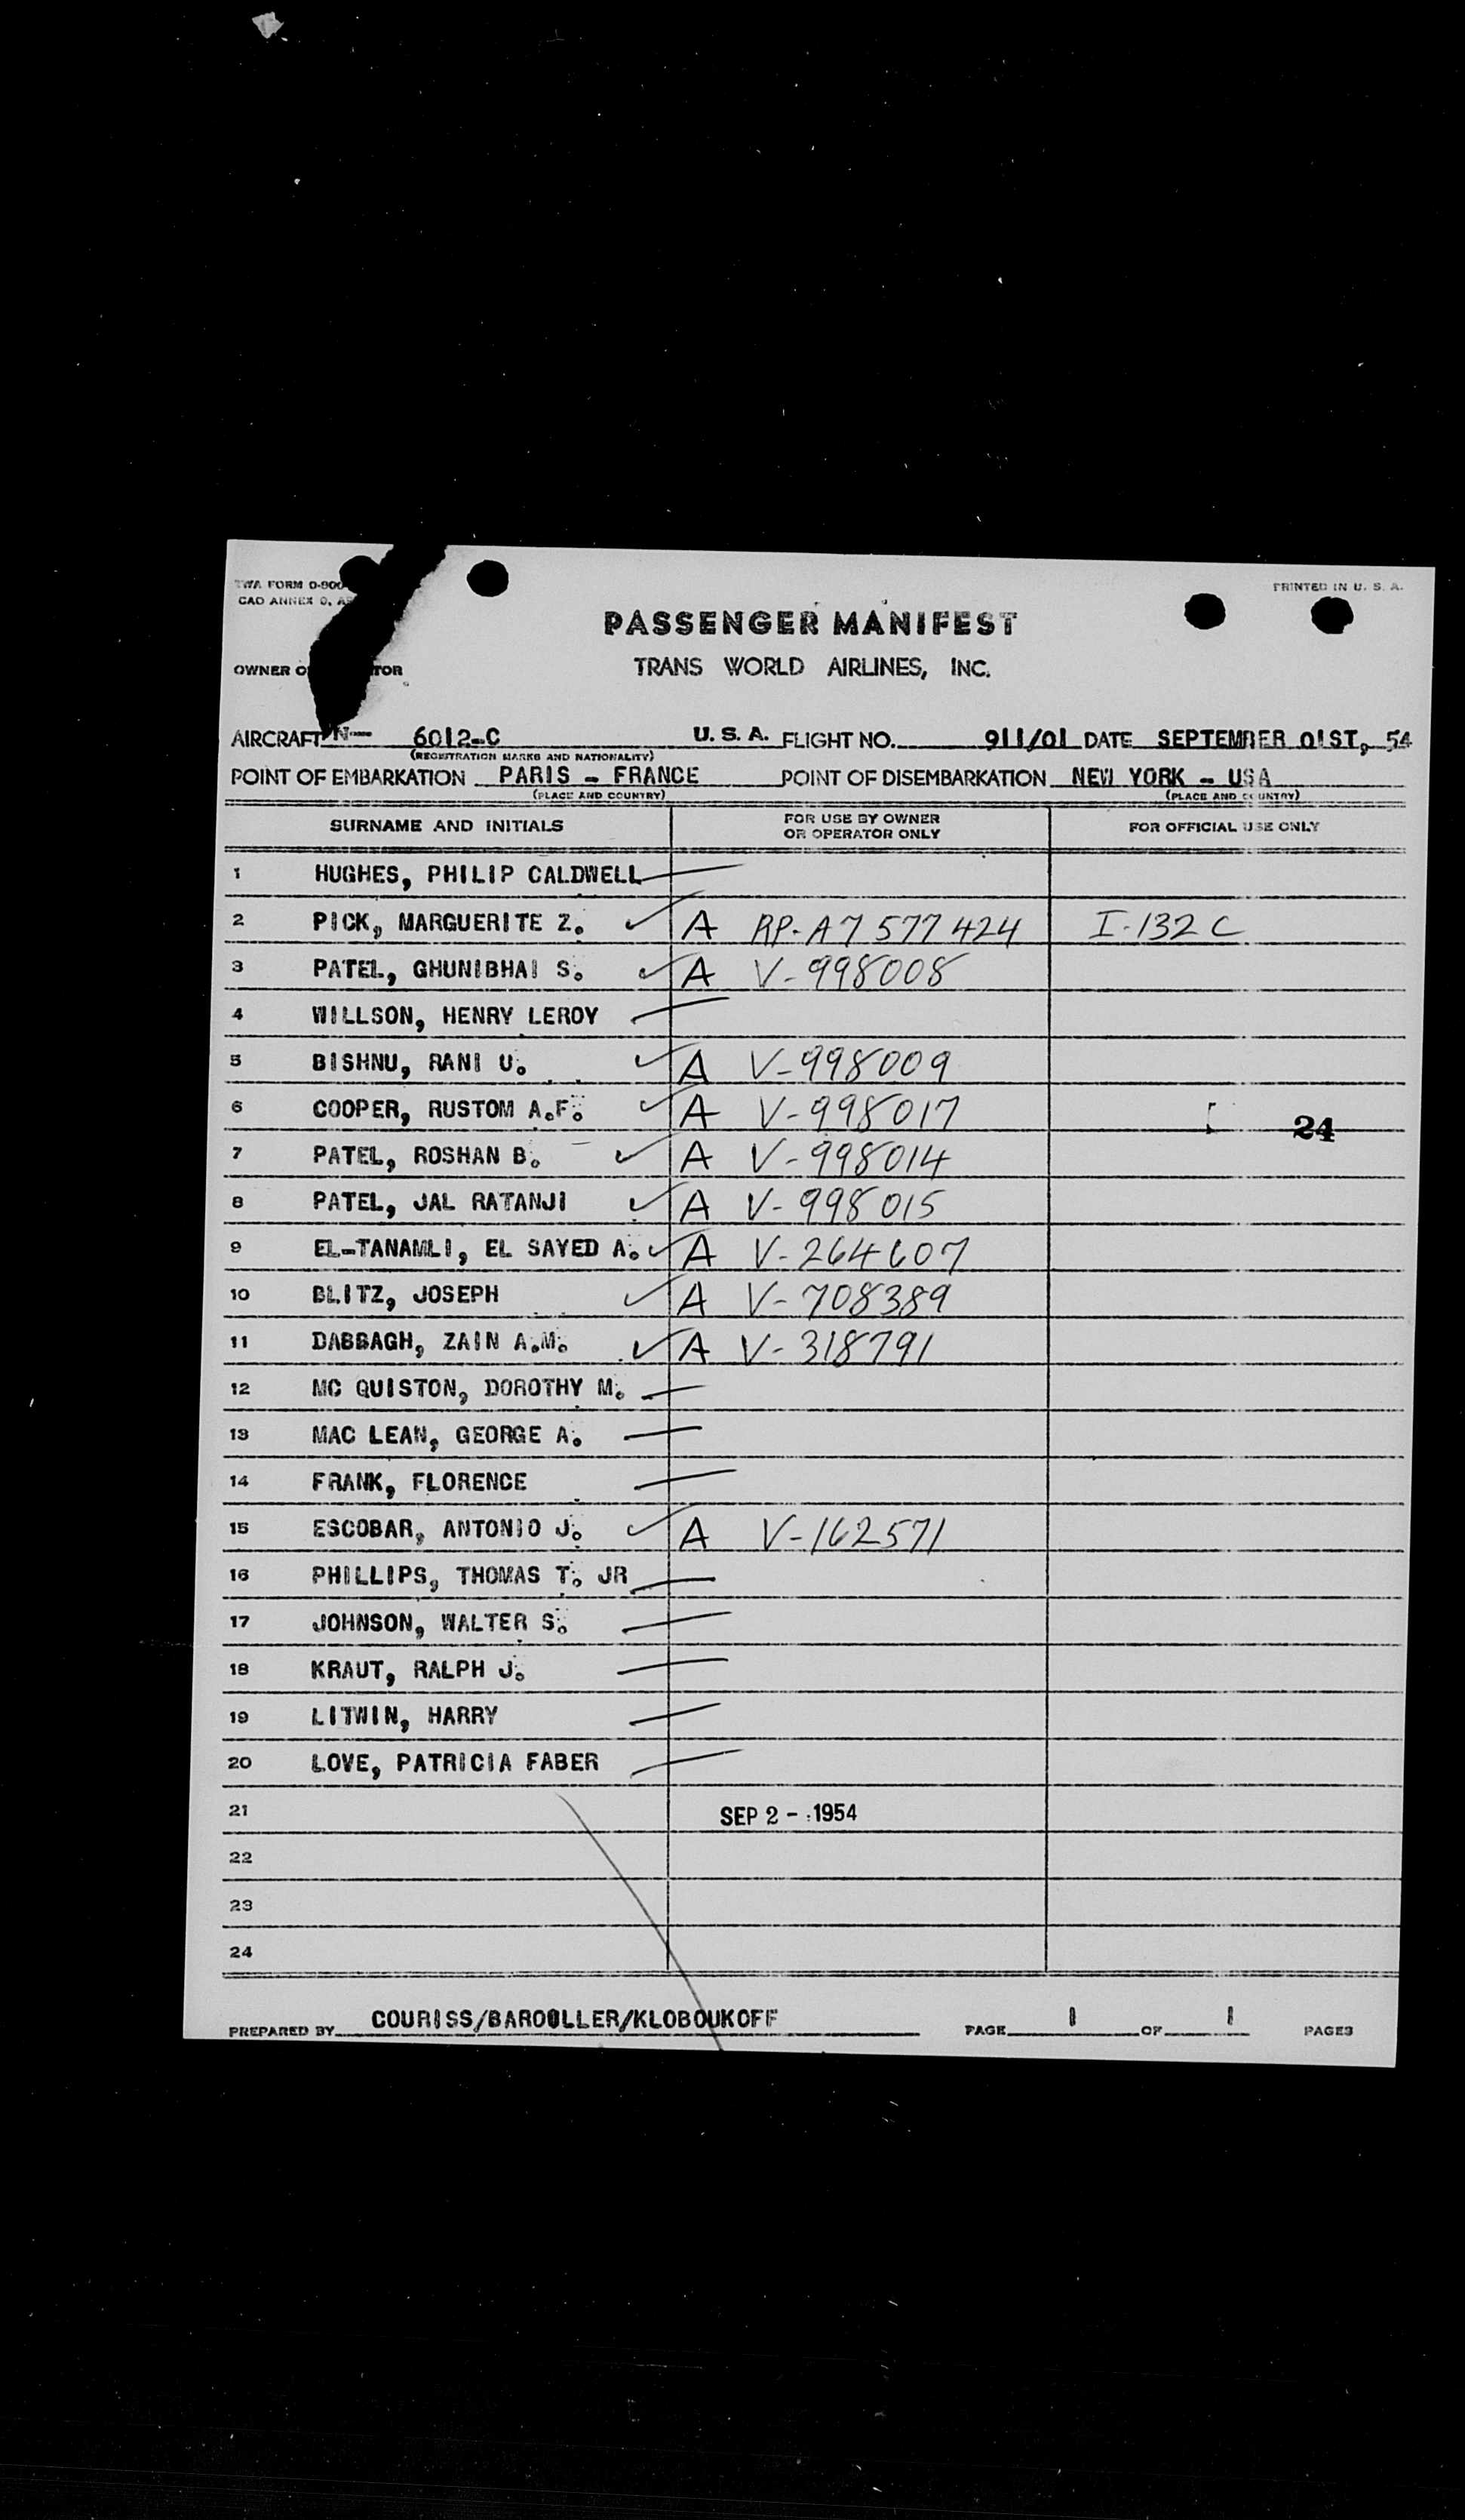 TWA FORM 0-800
CAO ANNEX 9,
PRINTED IN U. S. A.
PASSENGER MANIFEST
OWNER
TRANS WORLD AIRLINES, INC.
AIRCRAFT N— 6012-C U. S. A. FLIGHT NO. 911/01 DATE SEPTEMBER 01ST, 54
(REGISTRATION MARKS AND NATIONALITY)
POINT OF EMBARKATION PARIS - FRANCE POINT OF DISEMBARKATION NEW YORK - USA
(PLACE AND COUNTRY) (PLACE AND COUNTRY)
SURNAME AND INITIALS FOR USE BY OWNER OR OPERATOR ONLY FOR OFFICIAL USE ONLY
1 HUGHES, PHILIP CALDWELL —
2 PICK, MARGUERITE Z. ✓ A RP-A7 577 424 I-132 C
3 PATEL, GHUNIBHAI S. ✓ A V-998008
4 WILLSON, HENRY LEROY —
5 BISHNU, RANI U. ✓ A V-998009
6 COOPER, RUSTOM A.F. ✓ A V-998017 24
7 PATEL, ROSHAN B. ✓ A V-998014
8 PATEL, JAL RATANJI ✓ A V-998015
9 EL-TANAMLI, EL SAYED A. ✓ A V-264607
10 BLITZ, JOSEPH ✓ A V-708389
11 DABBAGH, ZAIN A.M. ✓ A V-318791
12 MC QUISTON, DOROTHY M. —
13 MAC LEAN, GEORGE A. —
14 FRANK, FLORENCE —
15 ESCOBAR, ANTONIO J. ✓ A V-162571
16 PHILLIPS, THOMAS T. JR —
17 JOHNSON, WALTER S. —
18 KRAUT, RALPH J. —
19 LITWIN, HARRY —
20 LOVE, PATRICIA FABER —
21 SEP 2 - 1954
22
23
24
PREPARED BY COURISS/BAROULLER/KLOBOUKOFF PAGE 1 OF 1 PAGES